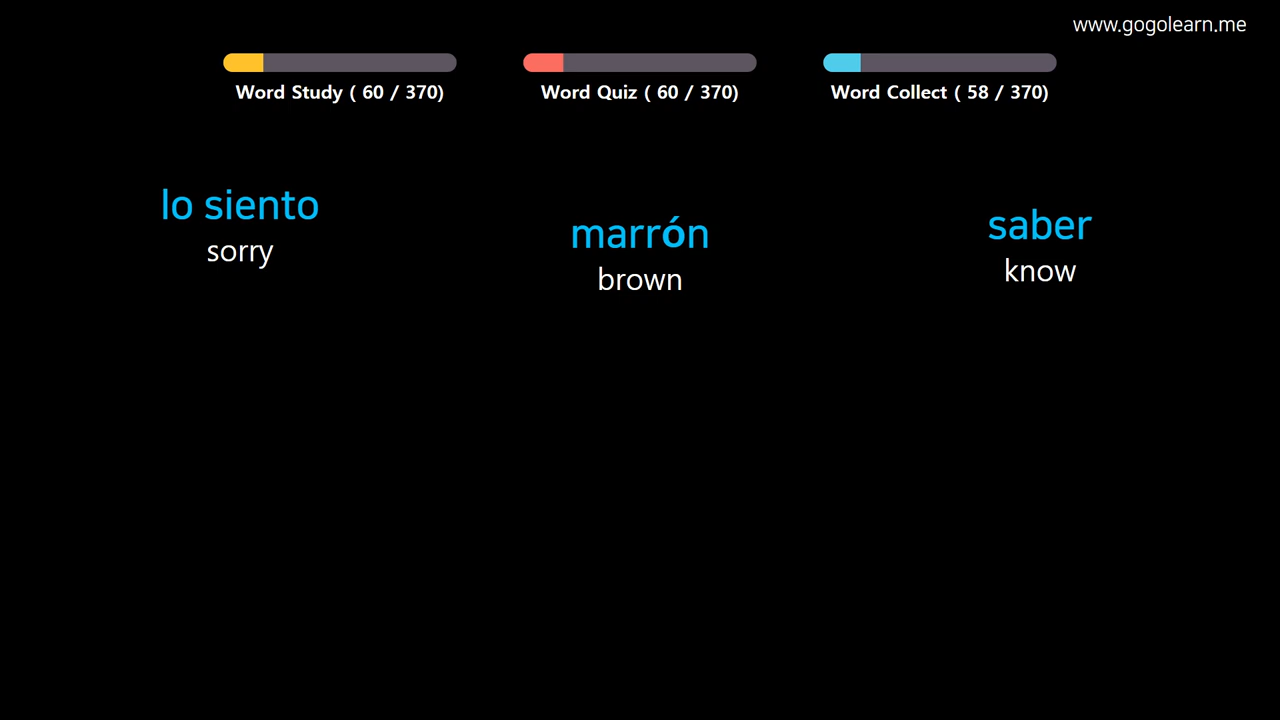 www.gogolearn.me
Word Study ( 60 / 370)
Word Quiz ( 60 / 370)
Word Collect ( 58 / 370)
lo siento
sorry
marrón
brown
saber
know